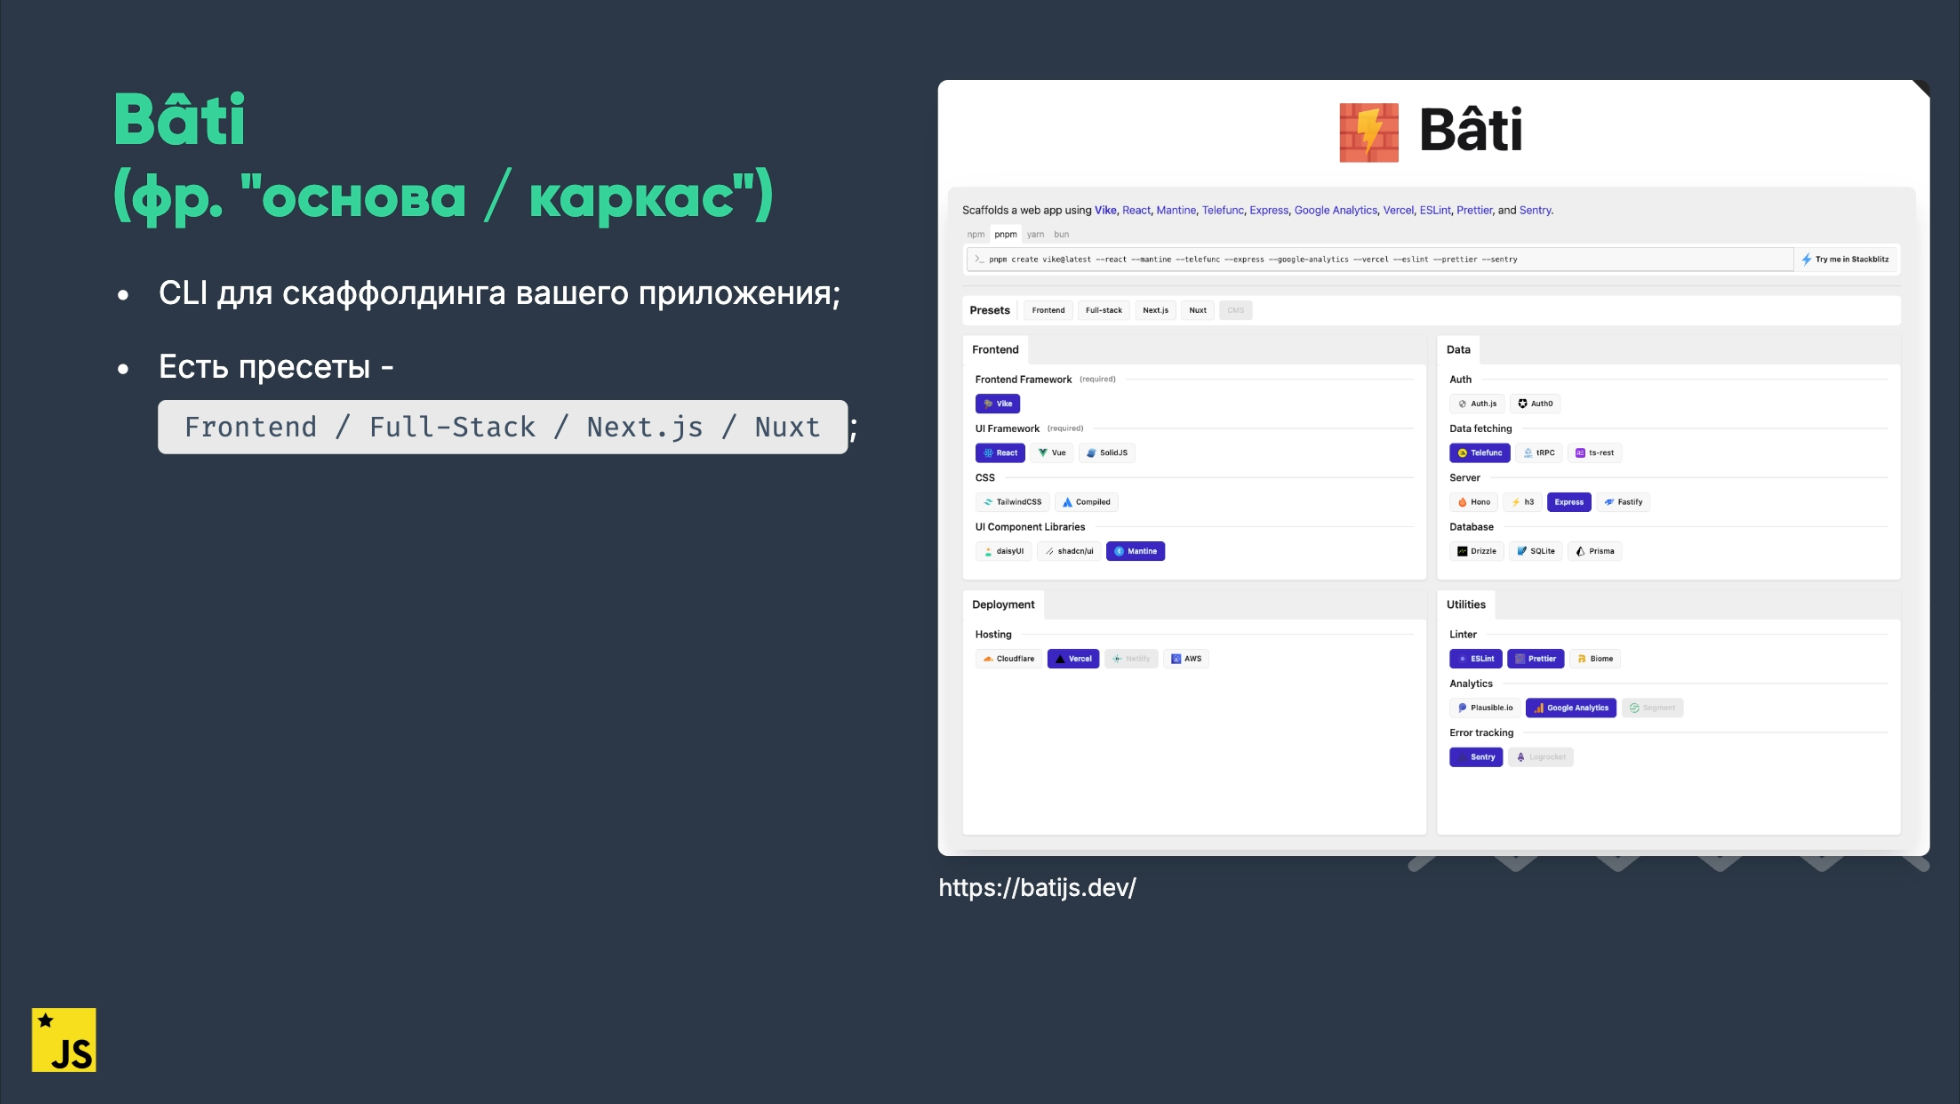 Bâti
(фр. "основа / каркас")
CLI для скаффолдинга вашего приложения;
Есть пресеты -
Frontend / Full-Stack / Next.js / Nuxt;
JS
Bâti
Scaffolds a web app using Vike, React, Mantine, Telefunc, Express, Google Analytics, Vercel, ESLint, Prettier, and Sentry.
npm pnpm yarn bun
>_ pnpm create vike@latest --react --mantine --telefunc --express --google-analytics --vercel --eslint --prettier --sentry
Try me in Stackblitz
Presets Frontend Full-stack Next.js Nuxt CMS
Frontend
Frontend Framework (required)
Vike
UI Framework (required)
React Vue SolidJS
CSS
TailwindCSS Compiled
UI Component Libraries
daisyUI shadcn/ui Mantine
Data
Auth
Auth.js Auth0
Data fetching
Telefunc tRPC ts-rest
Server
Hono h3 Express Fastify
Database
Drizzle SQLite Prisma
Deployment
Hosting
Cloudflare Vercel Netlify AWS
Utilities
Linter
ESLint Prettier Biome
Analytics
Plausible.io Google Analytics Segment
Error tracking
Sentry Logrocket
https://batijs.dev/